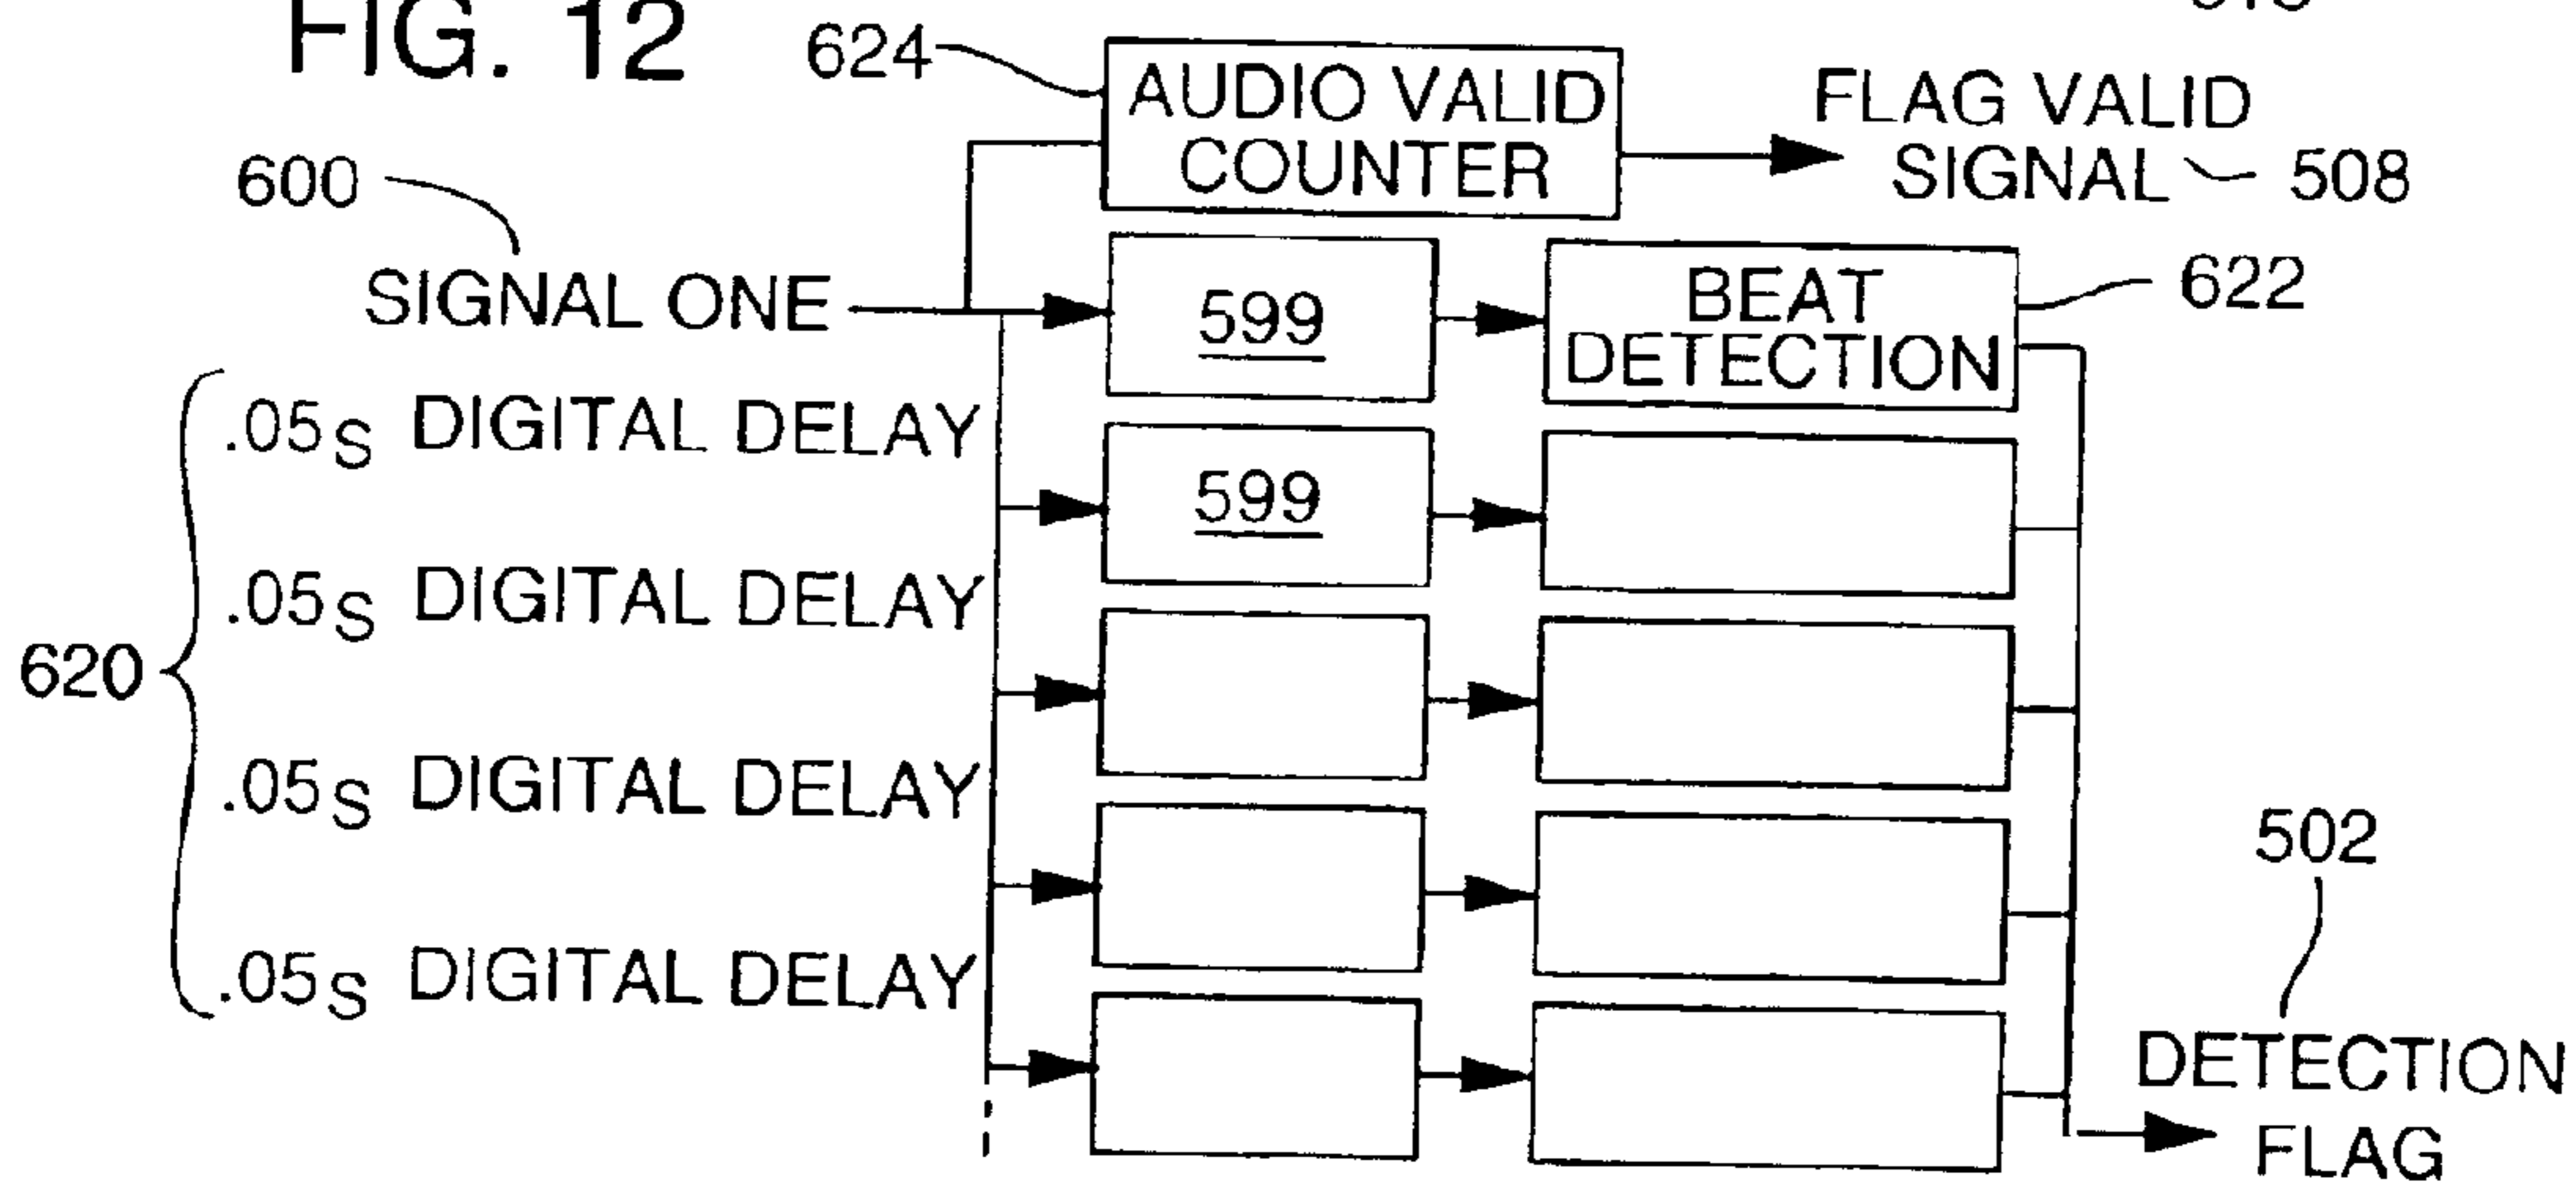 FIG. 12
624
AUDIO VALID
COUNTER
FLAG VALID
SIGNAL
508
600
SIGNAL ONE
599
BEAT
DETECTION
622
.05s DIGITAL DELAY
599
.05s DIGITAL DELAY
620
.05s DIGITAL DELAY
.05s DIGITAL DELAY
502
DETECTION
FLAG